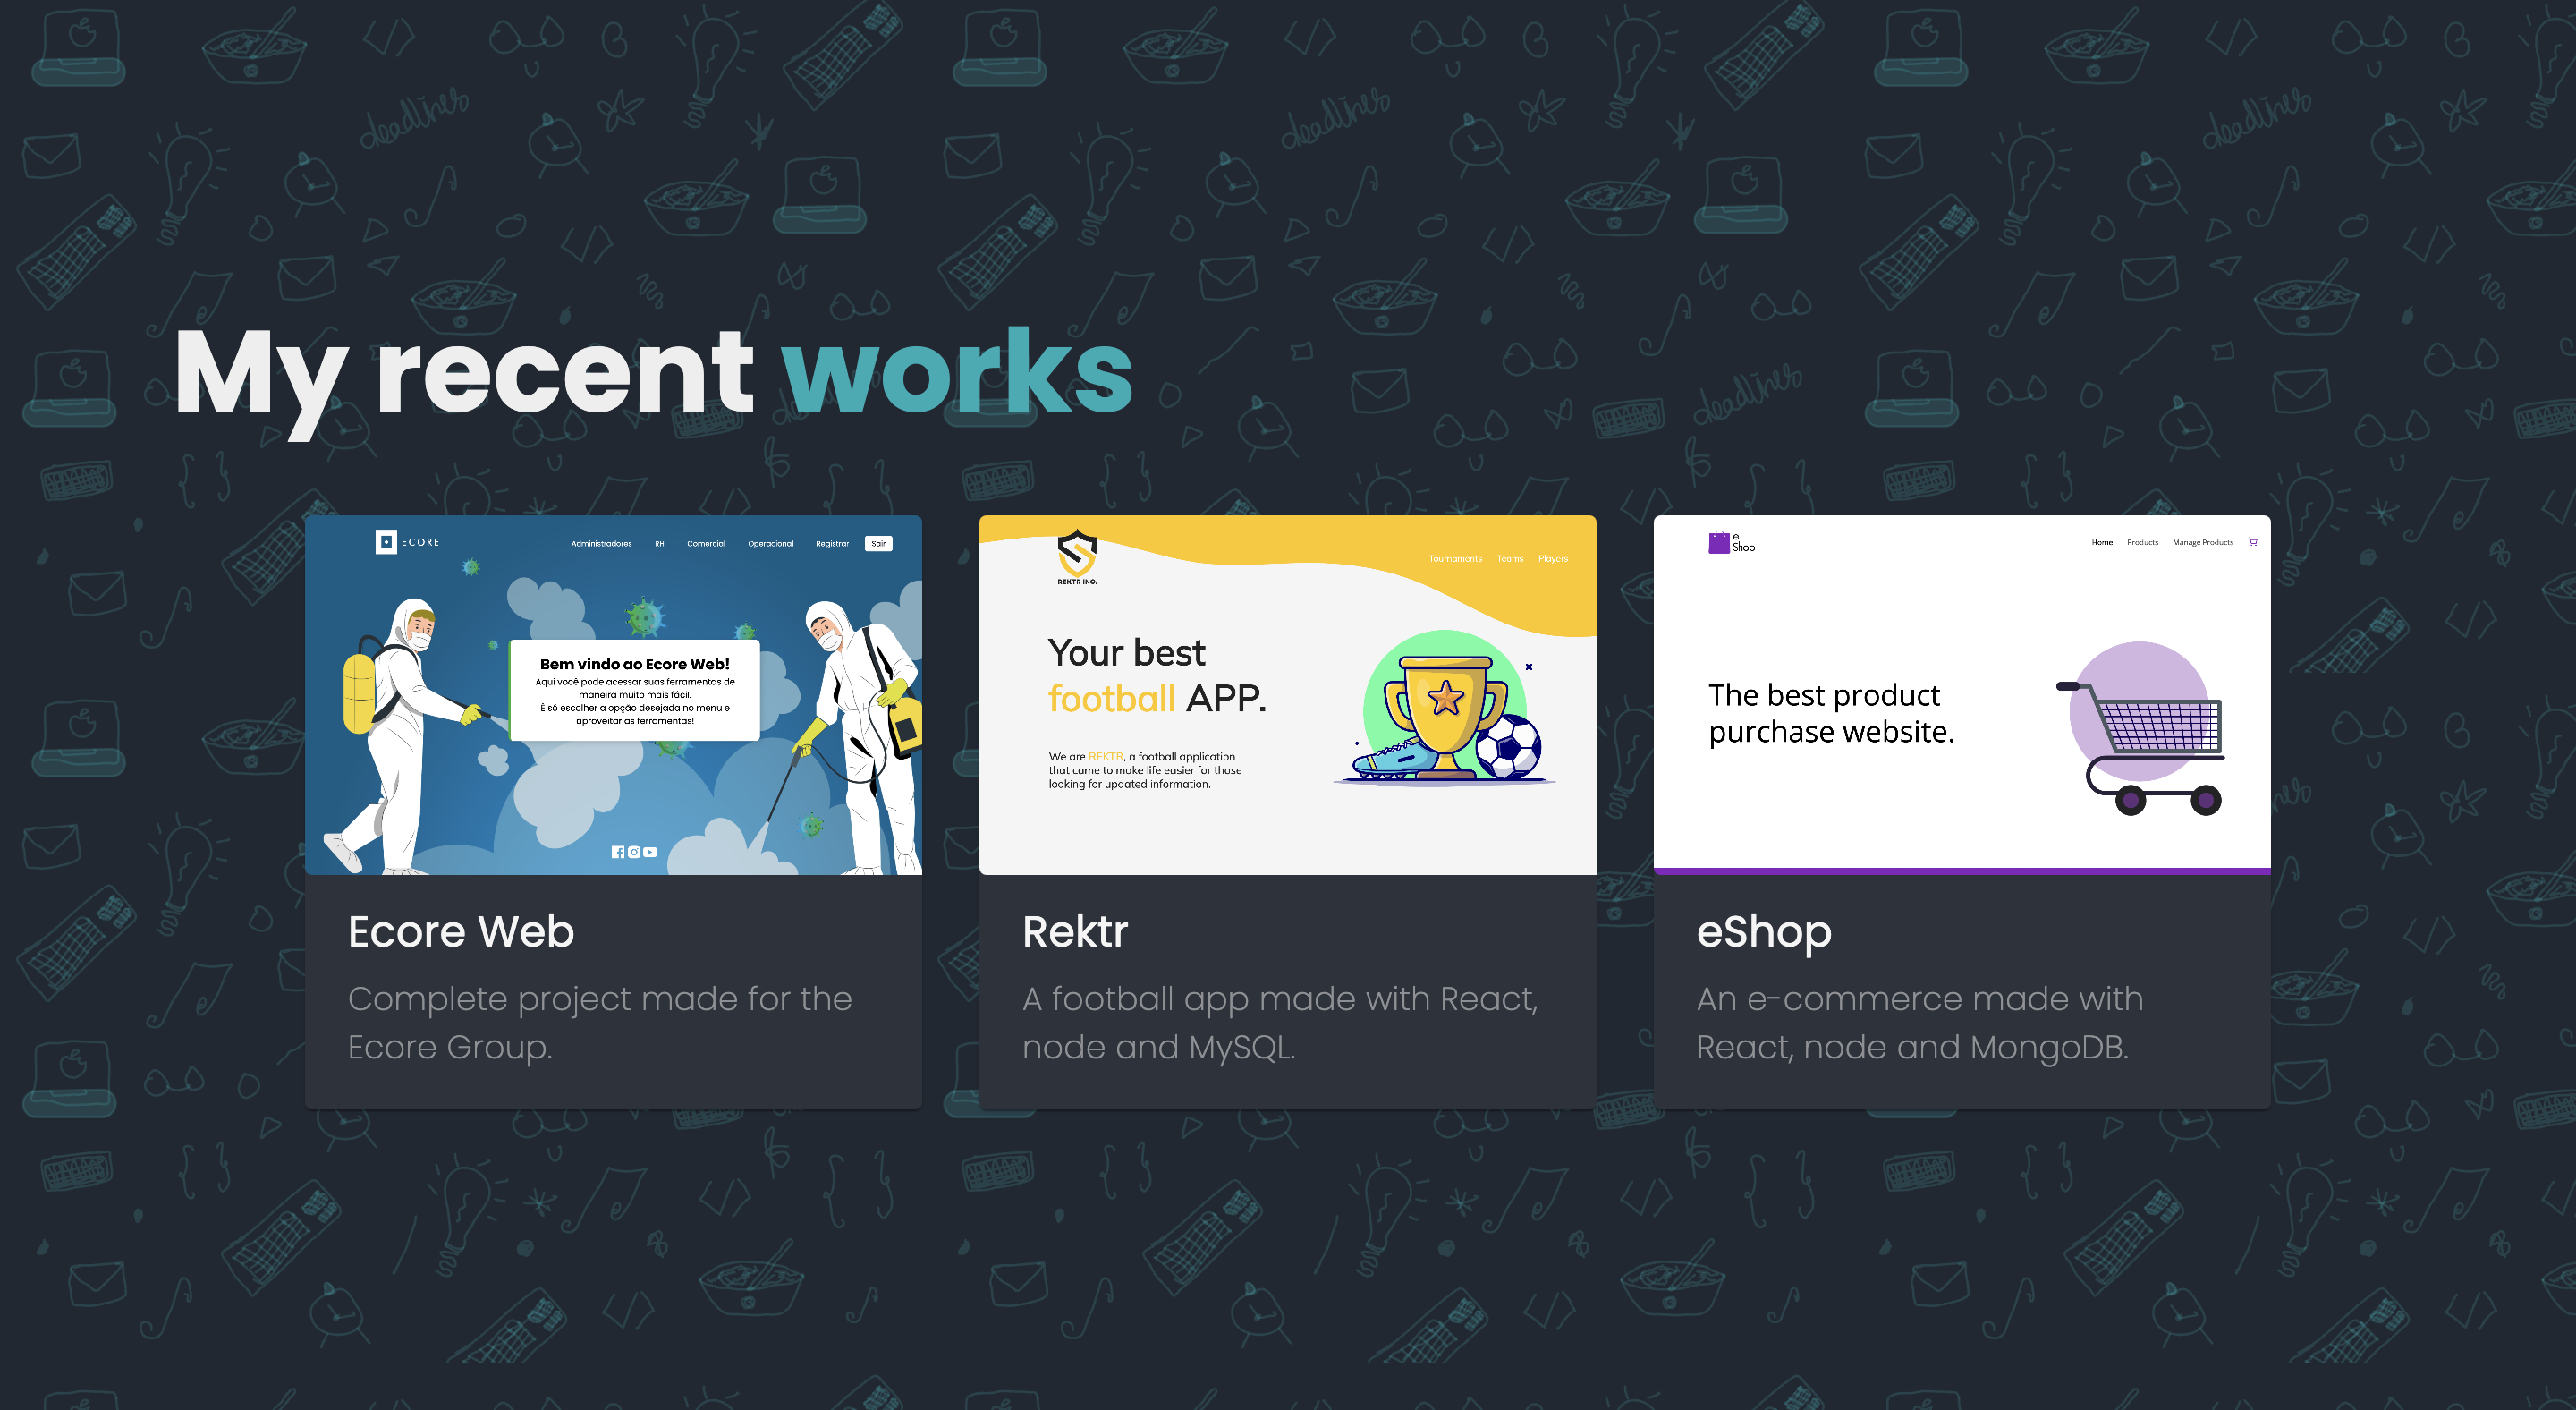 deadlines
deadlines
deadlines
My recent works
deadlines
ECORE
Administradores RH Comercial Operacional Registrar Sair
Bem vindo ao Ecore Web!
Aqui você pode acessar suas ferramentas de
maneira muito mais fácil.
É só escolher a opção desejada no menu e
aproveitar as ferramentas!
Ecore Web
Complete project made for the
Ecore Group.
REKTR INC.
Tournaments Teams Players
Your best
football APP.
We are REKTR, a football application
that came to make life easier for those
looking for updated information.
Rektr
A football app made with React,
node and MySQL.
e
Shop
Home Products Manage Products
The best product
purchase website.
eShop
An e-commerce made with
React, node and MongoDB.